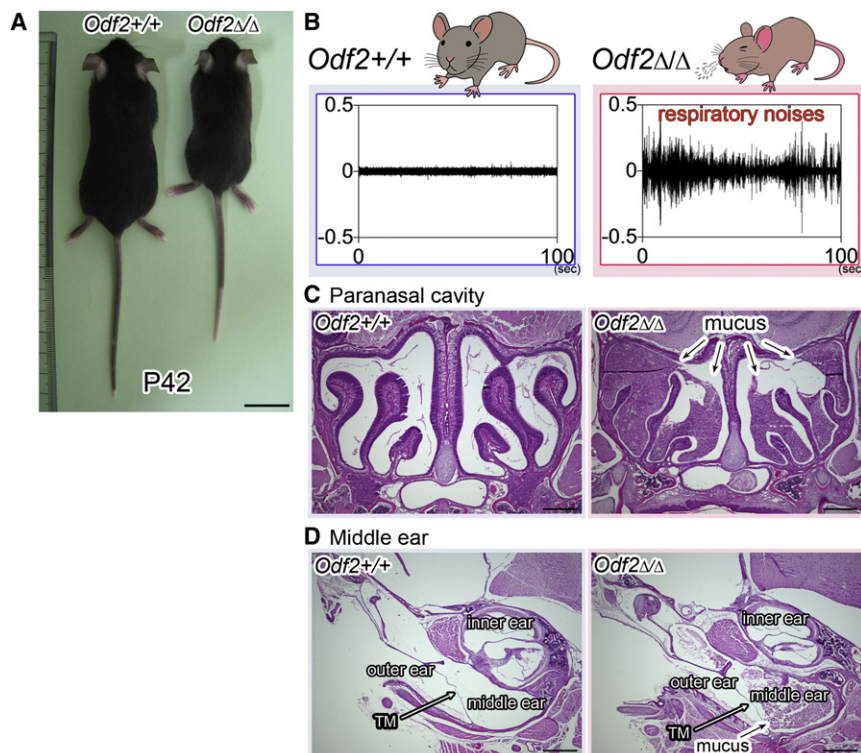 A
Odf2+/+
Odf2Δ/Δ
P42
B
Odf2+/+
Odf2Δ/Δ
0.5
0
-0.5
0
100
(sec)
respiratory noises
0.5
0
-0.5
0
100
(sec)
C Paranasal cavity
Odf2+/+
Odf2Δ/Δ
mucus
D Middle ear
Odf2+/+
inner ear
outer ear
middle ear
TM
Odf2Δ/Δ
inner ear
outer ear
middle ear
TM
mucus